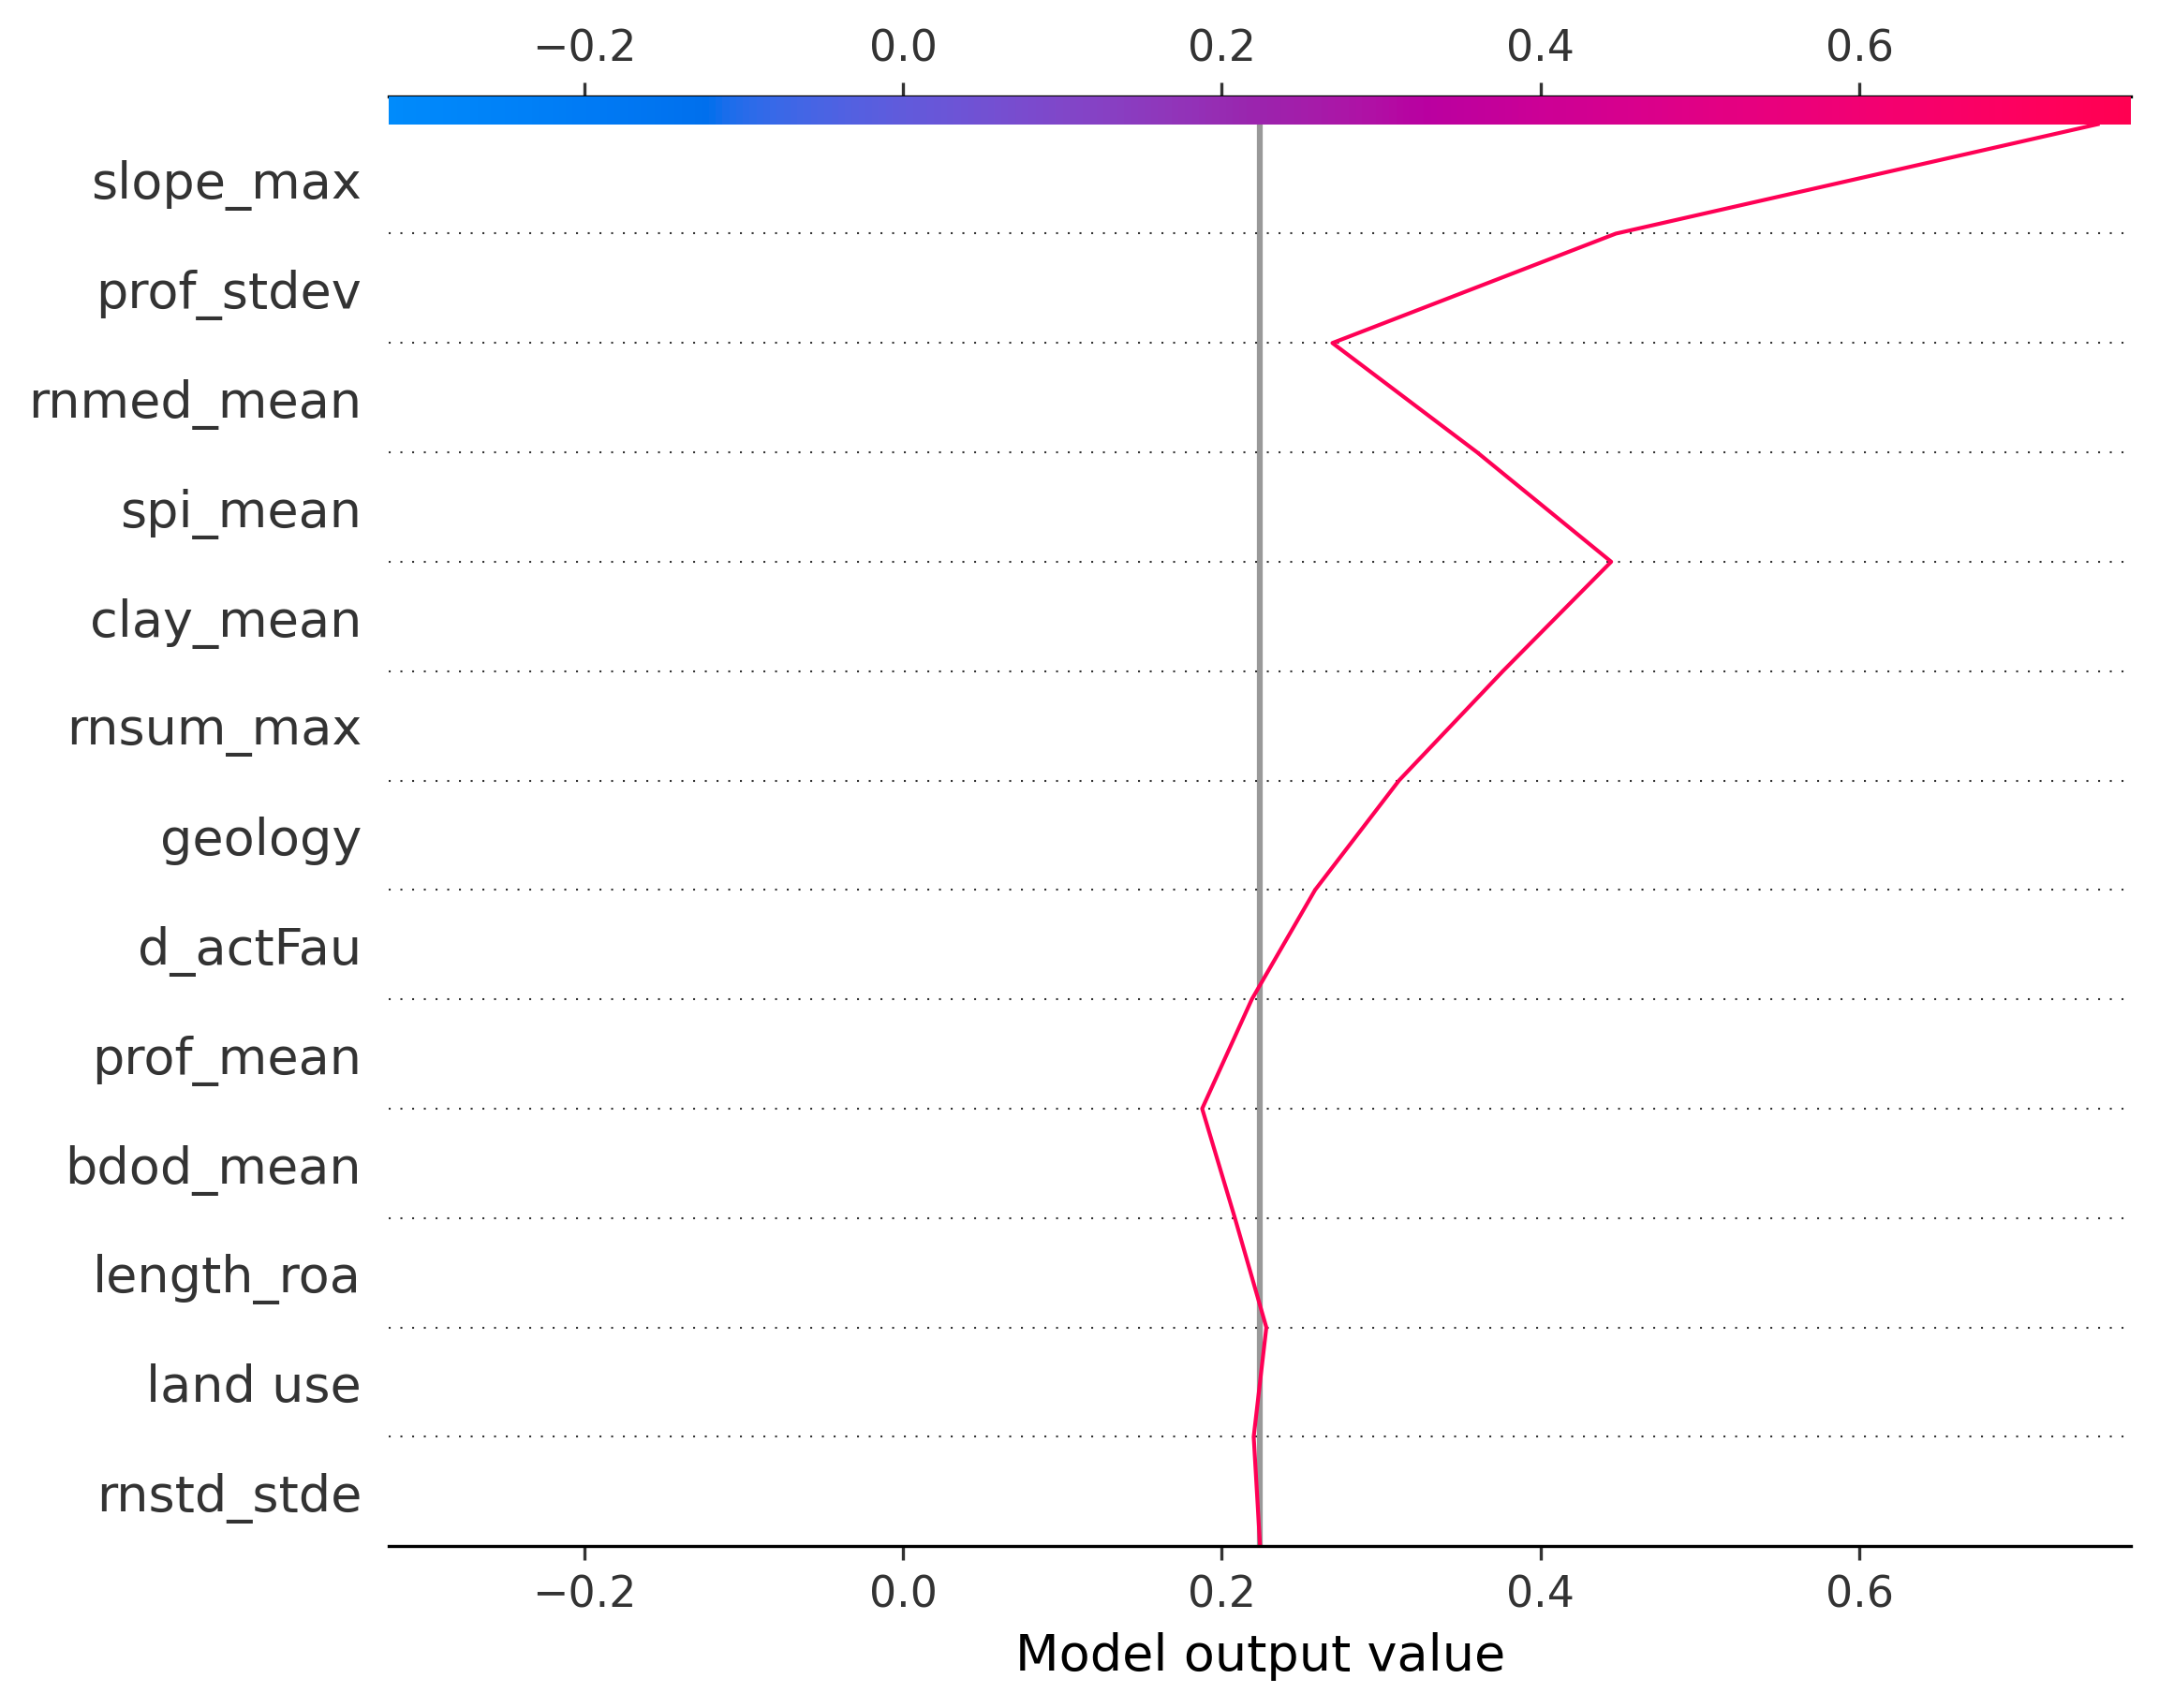 −0.2 0.0 0.2 0.4 0.6
slope_max
prof_stdev
rnmed_mean
spi_mean
clay_mean
rnsum_max
geology
d_actFau
prof_mean
bdod_mean
length_roa
land use
rnstd_stde
−0.2 0.0 0.2 0.4 0.6
Model output value